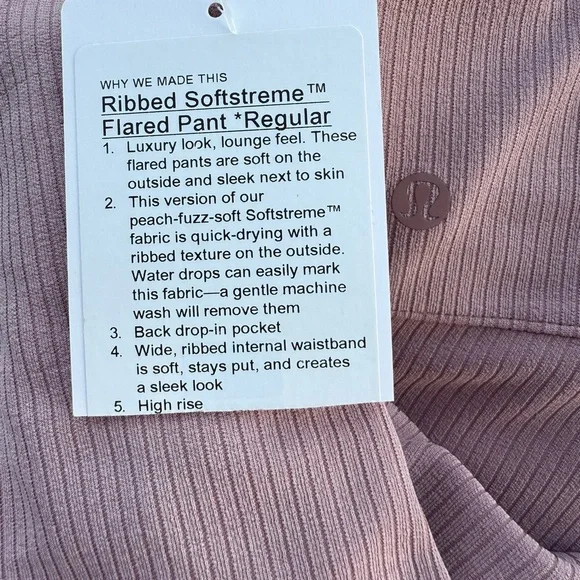 WHY WE MADE THIS
Ribbed Softstreme™
Flared Pant *Regular
1. Luxury look, lounge feel. These
flared pants are soft on the
outside and sleek next to skin
2. This version of our
peach-fuzz-soft Softstreme™
fabric is quick-drying with a
ribbed texture on the outside.
Water drops can easily mark
this fabric—a gentle machine
wash will remove them
3. Back drop-in pocket
4. Wide, ribbed internal waistband
is soft, stays put, and creates
a sleek look
5. High rise